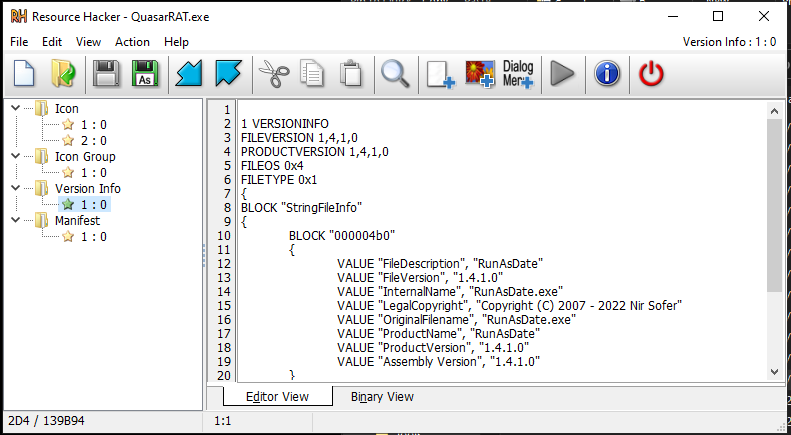 Resource Hacker - QuasarRAT.exe
File Edit View Action Help
Version Info : 1 : 0
As
Dialog
Menu
Icon
1 : 0
2 : 0
Icon Group
1 : 0
Version Info
1 : 0
Manifest
1 : 0
1
2 1 VERSIONINFO
3 FILEVERSION 1,4,1,0
4 PRODUCTVERSION 1,4,1,0
5 FILEOS 0x4
6 FILETYPE 0x1
7 {
8 BLOCK "StringFileInfo"
9 {
10 BLOCK "000004b0"
11 {
12 VALUE "FileDescription", "RunAsDate"
13 VALUE "FileVersion", "1.4.1.0"
14 VALUE "InternalName", "RunAsDate.exe"
15 VALUE "LegalCopyright", "Copyright (C) 2007 - 2022 Nir Sofer"
16 VALUE "OriginalFilename", "RunAsDate.exe"
17 VALUE "ProductName", "RunAsDate"
18 VALUE "ProductVersion", "1.4.1.0"
19 VALUE "Assembly Version", "1.4.1.0"
20 }
Editor View Binary View
2D4 / 139B94 1:1